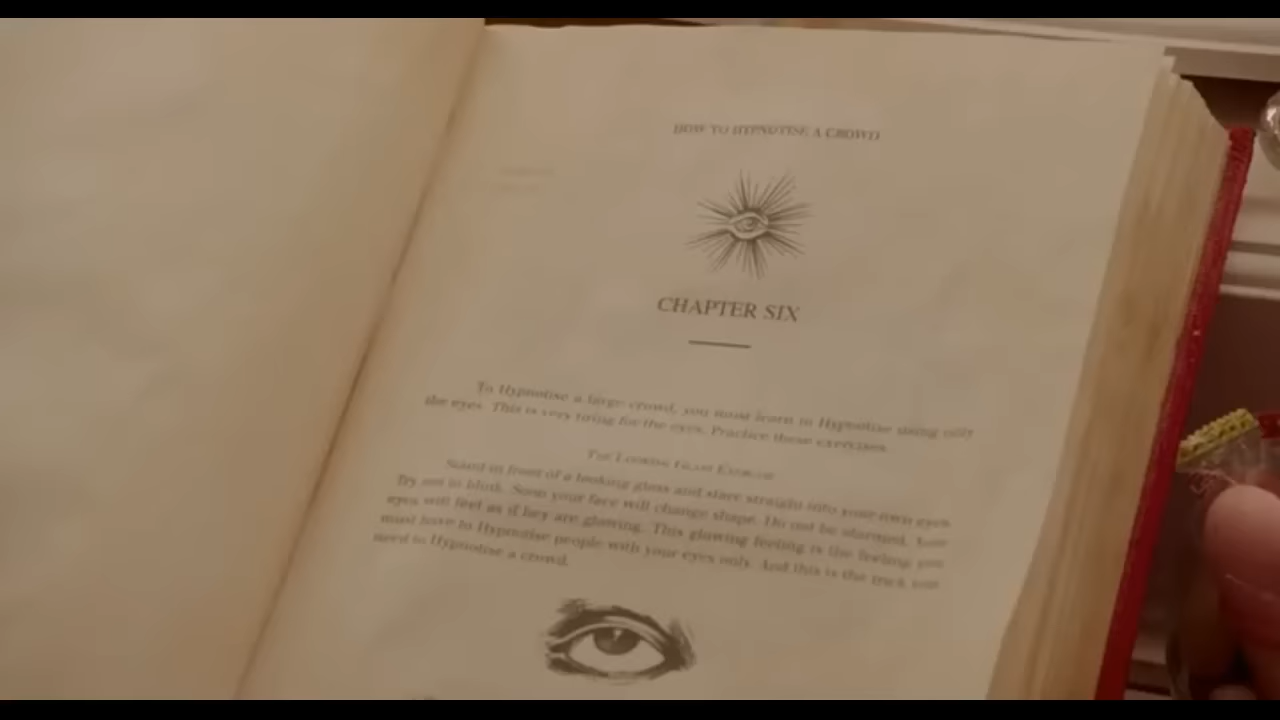 HOW TO HYPNOTISE A CROWD
CHAPTER SIX
To Hypnotise a large crowd, you must learn to Hypnotise using only
the eyes. This is very tiring for the eyes. Practice these exercises.
THE LOOKING GLASS EXERCISE
Stand in front of a looking glass and stare straight into your own eyes.
Try not to blink. Soon your face will change shape. Do not be alarmed. Your
eyes will feel as if they are glowing. This glowing feeling is the feeling you
must have to Hypnotise people with your eyes only. And this is the trick you
need to Hypnotise a crowd.